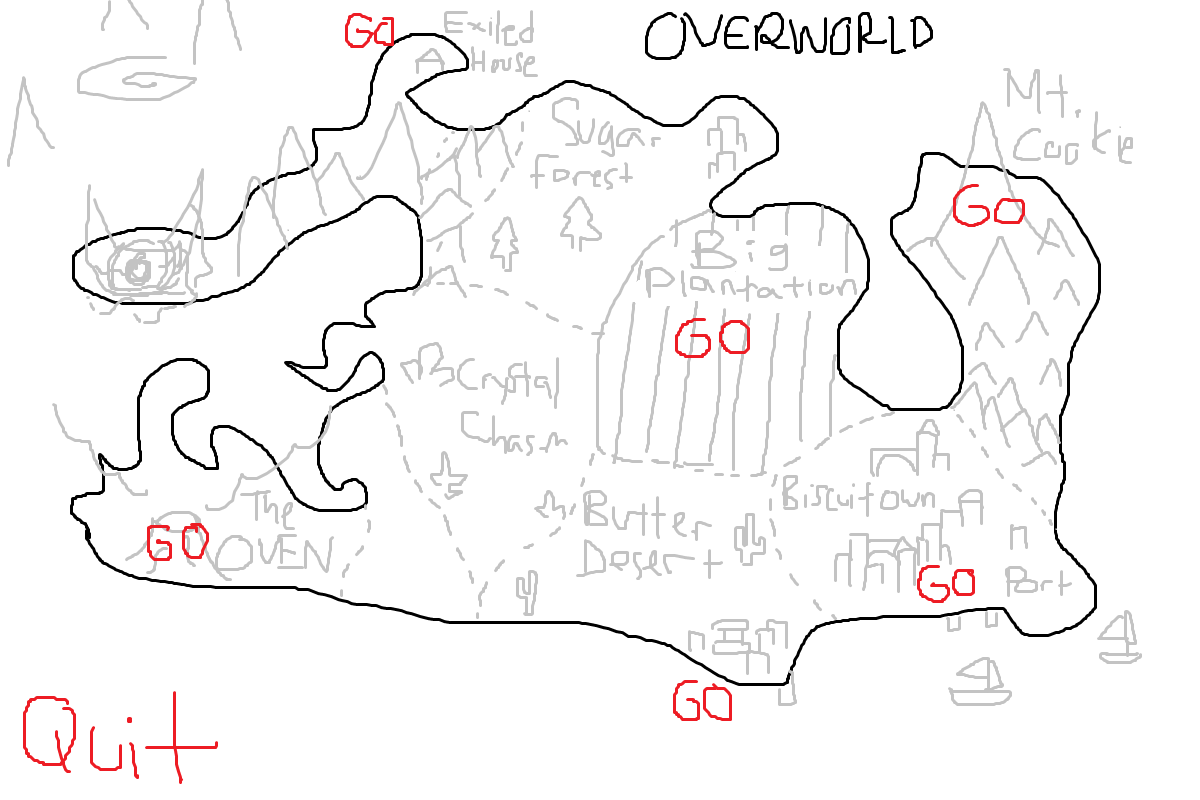 GO
Exiled
House
OVERWORLD
Mt.
Cookie
GO
Sugar
Forest
Big
Plantation
GO
Crystal
Chasm
The
OVEN
GO
Butter
Desert
Biscuitown
GO
Port
GO
Quit